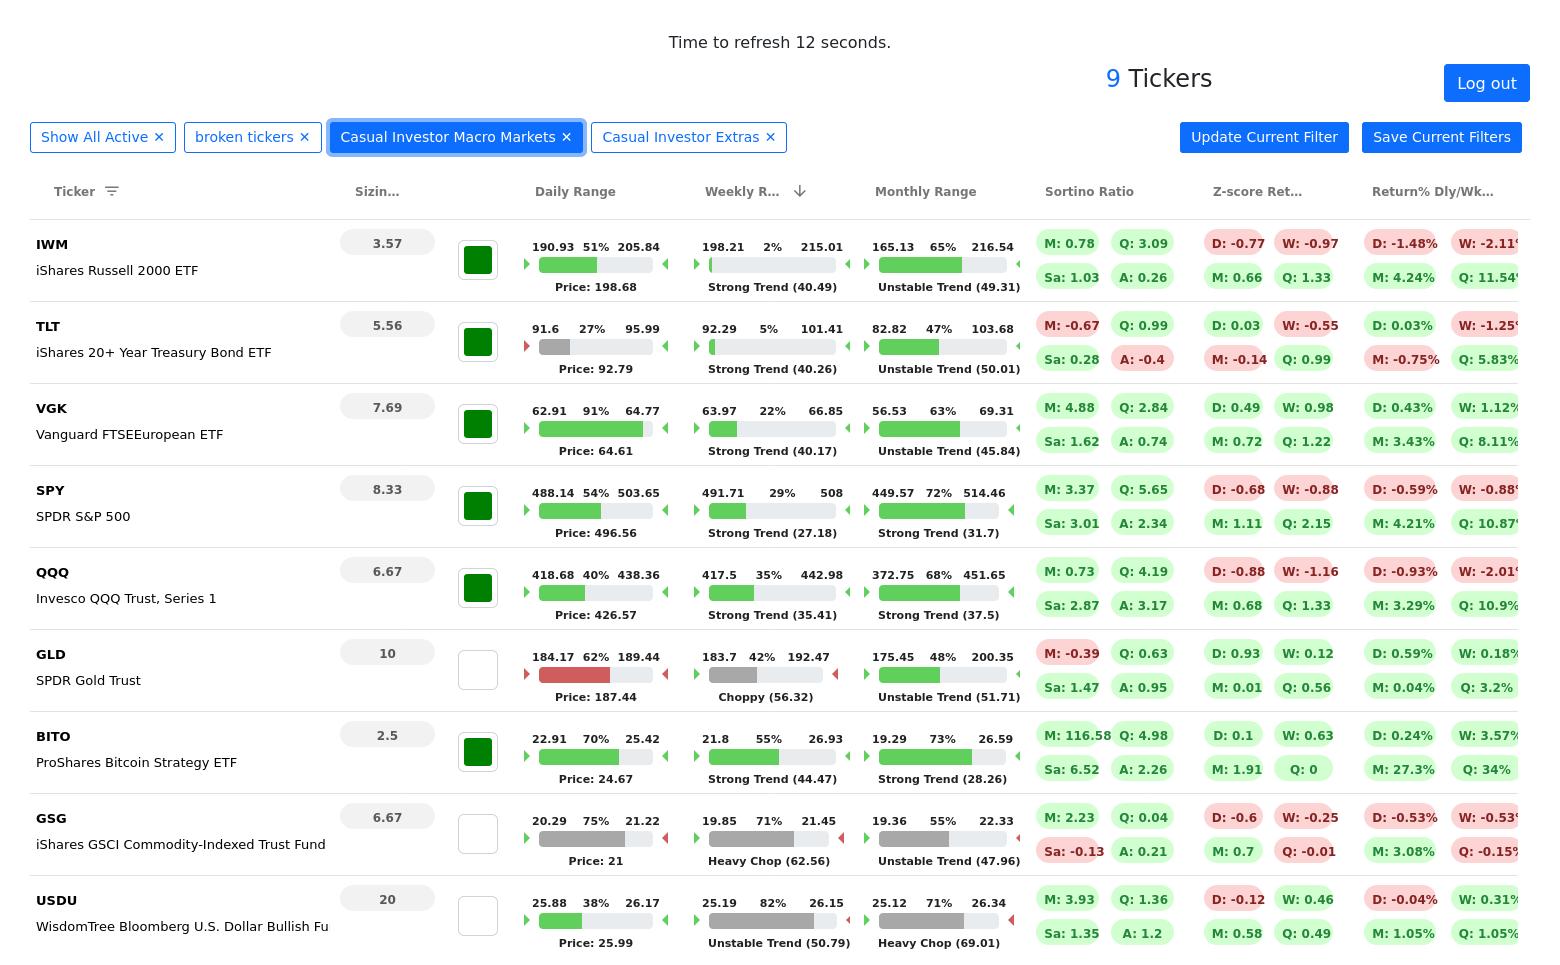 Time to refresh 12 seconds.
9 Tickers
Log out
Show All Active ✕ broken tickers ✕ Casual Investor Macro Markets ✕ Casual Investor Extras ✕ Update Current Filter Save Current Filters
Ticker Sizin... Daily Range Weekly R... Monthly Range Sortino Ratio Z-score Ret... Return% Dly/Wk...
IWM 3.57 190.93 51% 205.84 198.21 2% 215.01 165.13 65% 216.54 M: 0.78 Q: 3.09 D: -0.77 W: -0.97 D: -1.48% W: -2.11%
iShares Russell 2000 ETF Sa: 1.03 A: 0.26 M: 0.66 Q: 1.33 M: 4.24% Q: 11.54%
Price: 198.68 Strong Trend (40.49) Unstable Trend (49.31)
TLT 5.56 91.6 27% 95.99 92.29 5% 101.41 82.82 47% 103.68 M: -0.67 Q: 0.99 D: 0.03 W: -0.55 D: 0.03% W: -1.25%
iShares 20+ Year Treasury Bond ETF Sa: 0.28 A: -0.4 M: -0.14 Q: 0.99 M: -0.75% Q: 5.83%
Price: 92.79 Strong Trend (40.26) Unstable Trend (50.01)
VGK 7.69 62.91 91% 64.77 63.97 22% 66.85 56.53 63% 69.31 M: 4.88 Q: 2.84 D: 0.49 W: 0.98 D: 0.43% W: 1.12%
Vanguard FTSEEuropean ETF Sa: 1.62 A: 0.74 M: 0.72 Q: 1.22 M: 3.43% Q: 8.11%
Price: 64.61 Strong Trend (40.17) Unstable Trend (45.84)
SPY 8.33 488.14 54% 503.65 491.71 29% 508 449.57 72% 514.46 M: 3.37 Q: 5.65 D: -0.68 W: -0.88 D: -0.59% W: -0.88%
SPDR S&P 500 Sa: 3.01 A: 2.34 M: 1.11 Q: 2.15 M: 4.21% Q: 10.87%
Price: 496.56 Strong Trend (27.18) Strong Trend (31.7)
QQQ 6.67 418.68 40% 438.36 417.5 35% 442.98 372.75 68% 451.65 M: 0.73 Q: 4.19 D: -0.88 W: -1.16 D: -0.93% W: -2.01%
Invesco QQQ Trust, Series 1 Sa: 2.87 A: 3.17 M: 0.68 Q: 1.33 M: 3.29% Q: 10.9%
Price: 426.57 Strong Trend (35.41) Strong Trend (37.5)
GLD 10 184.17 62% 189.44 183.7 42% 192.47 175.45 48% 200.35 M: -0.39 Q: 0.63 D: 0.93 W: 0.12 D: 0.59% W: 0.18%
SPDR Gold Trust Sa: 1.47 A: 0.95 M: 0.01 Q: 0.56 M: 0.04% Q: 3.2%
Price: 187.44 Choppy (56.32) Unstable Trend (51.71)
BITO 2.5 22.91 70% 25.42 21.8 55% 26.93 19.29 73% 26.59 M: 116.58 Q: 4.98 D: 0.1 W: 0.63 D: 0.24% W: 3.57%
ProShares Bitcoin Strategy ETF Sa: 6.52 A: 2.26 M: 1.91 Q: 0 M: 27.3% Q: 34%
Price: 24.67 Strong Trend (44.47) Strong Trend (28.26)
GSG 6.67 20.29 75% 21.22 19.85 71% 21.45 19.36 55% 22.33 M: 2.23 Q: 0.04 D: -0.6 W: -0.25 D: -0.53% W: -0.53%
iShares GSCI Commodity-Indexed Trust Fund Sa: -0.13 A: 0.21 M: 0.7 Q: -0.01 M: 3.08% Q: -0.15%
Price: 21 Heavy Chop (62.56) Unstable Trend (47.96)
USDU 20 25.88 38% 26.17 25.19 82% 26.15 25.12 71% 26.34 M: 3.93 Q: 1.36 D: -0.12 W: 0.46 D: -0.04% W: 0.31%
WisdomTree Bloomberg U.S. Dollar Bullish Fu Sa: 1.35 A: 1.2 M: 0.58 Q: 0.49 M: 1.05% Q: 1.05%
Price: 25.99 Unstable Trend (50.79) Heavy Chop (69.01)